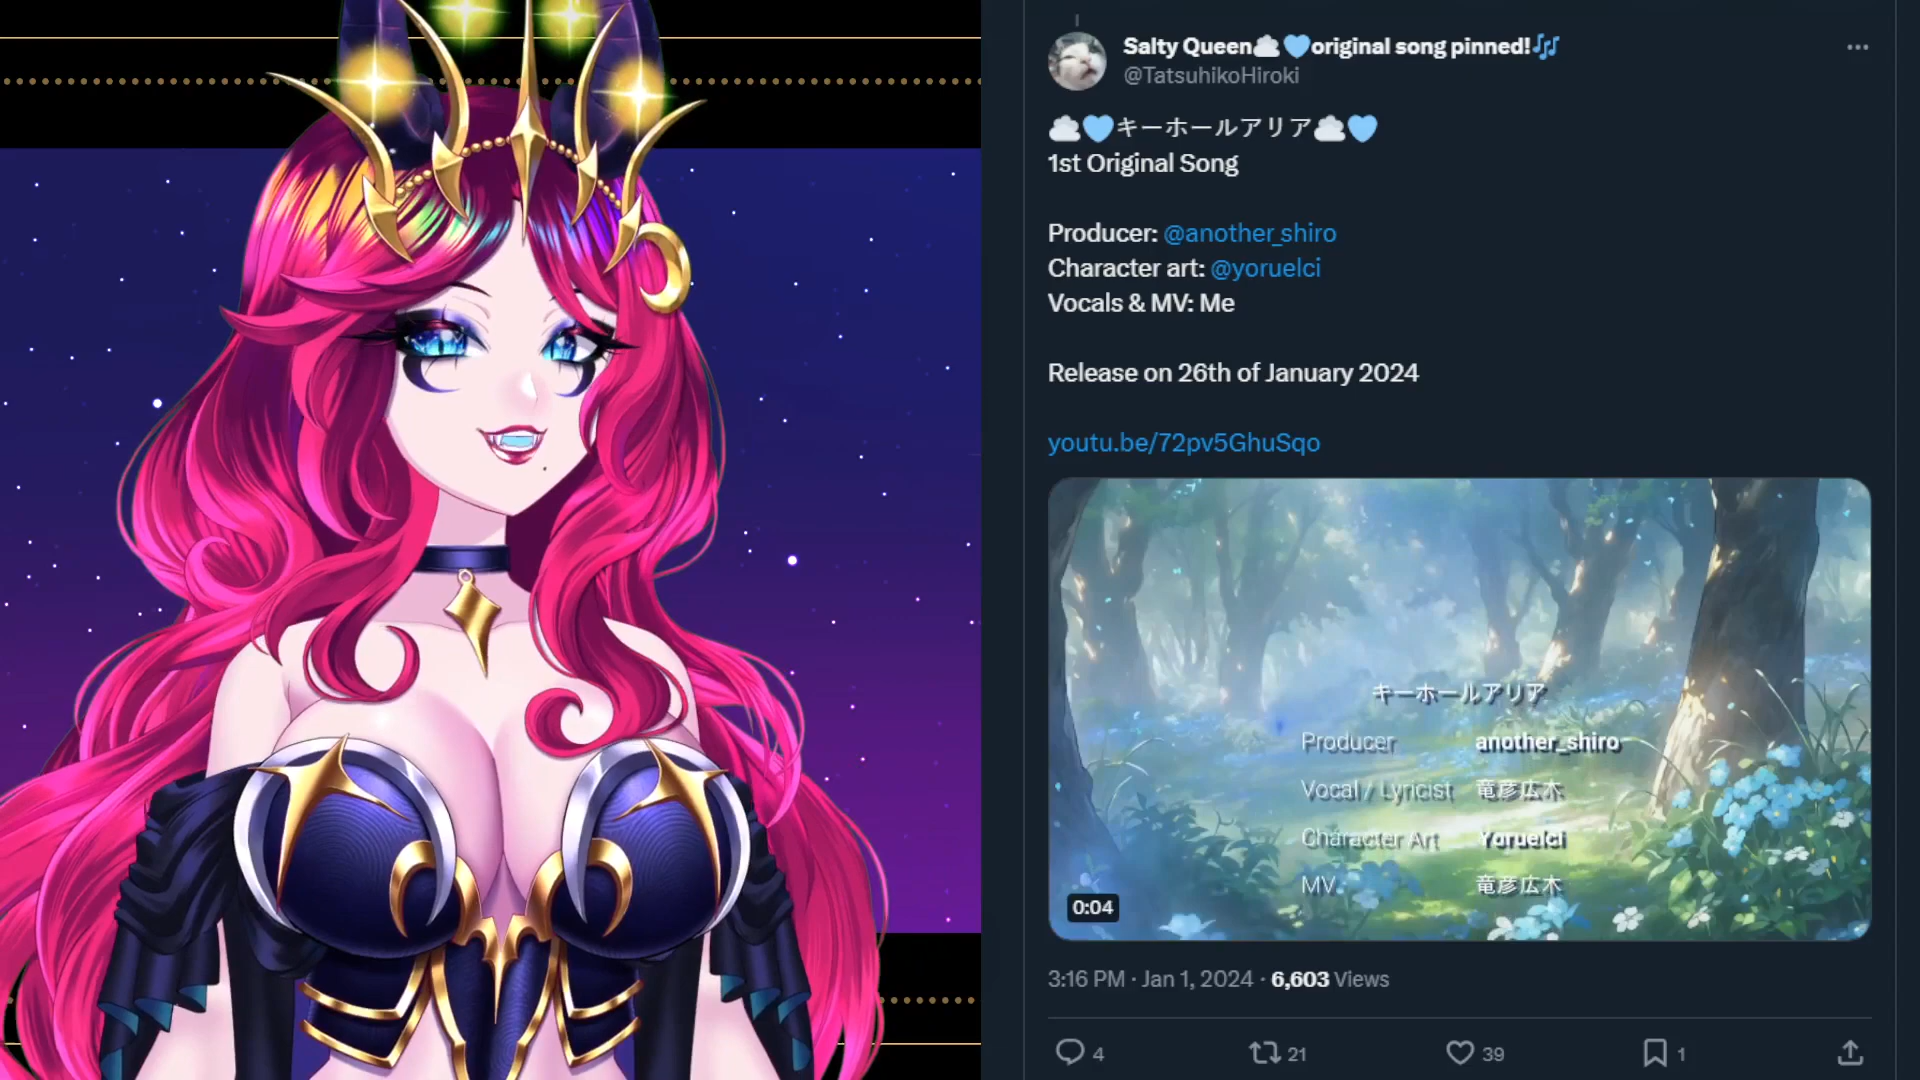 Salty Queen☁️🩵original song pinned!🎶
@TatsuhikoHiroki
☁️🩵キーホールアリア☁️🩵
1st Original Song
Producer: @another_shiro
Character art: @yoruelci
Vocals & MV: Me
Release on 26th of January 2024
youtu.be/72pv5GhuSqo
キーホールアリア
Producer another_shiro
Vocal / Lyricist 竜彦広木
Character Art Yoruelci
MV. 竜彦広木
0:04
3:16 PM · Jan 1, 2024 · 6,603 Views
4 21 39 1